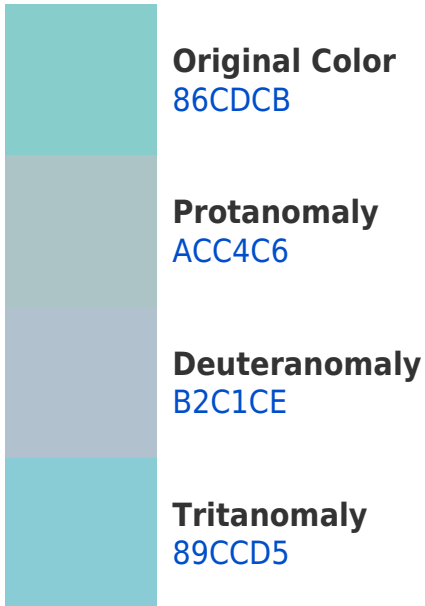 Original Color
86CDCB
Protanomaly
ACC4C6
Deuteranomaly
B2C1CE
Tritanomaly
89CCD5